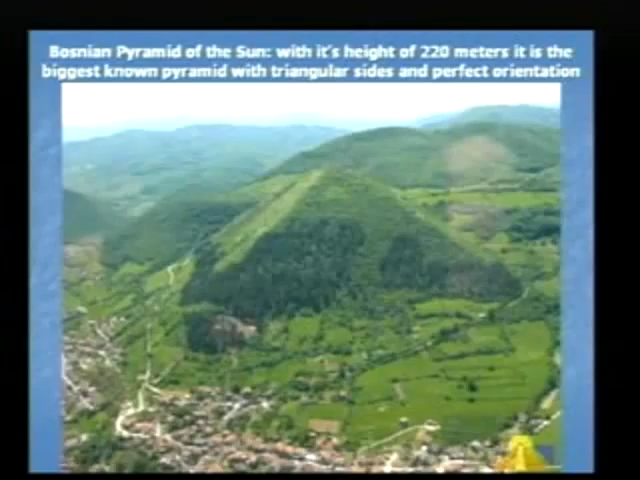 Bosnian Pyramid of the Sun: with it's height of 220 meters it is the
biggest known pyramid with triangular sides and perfect orientation